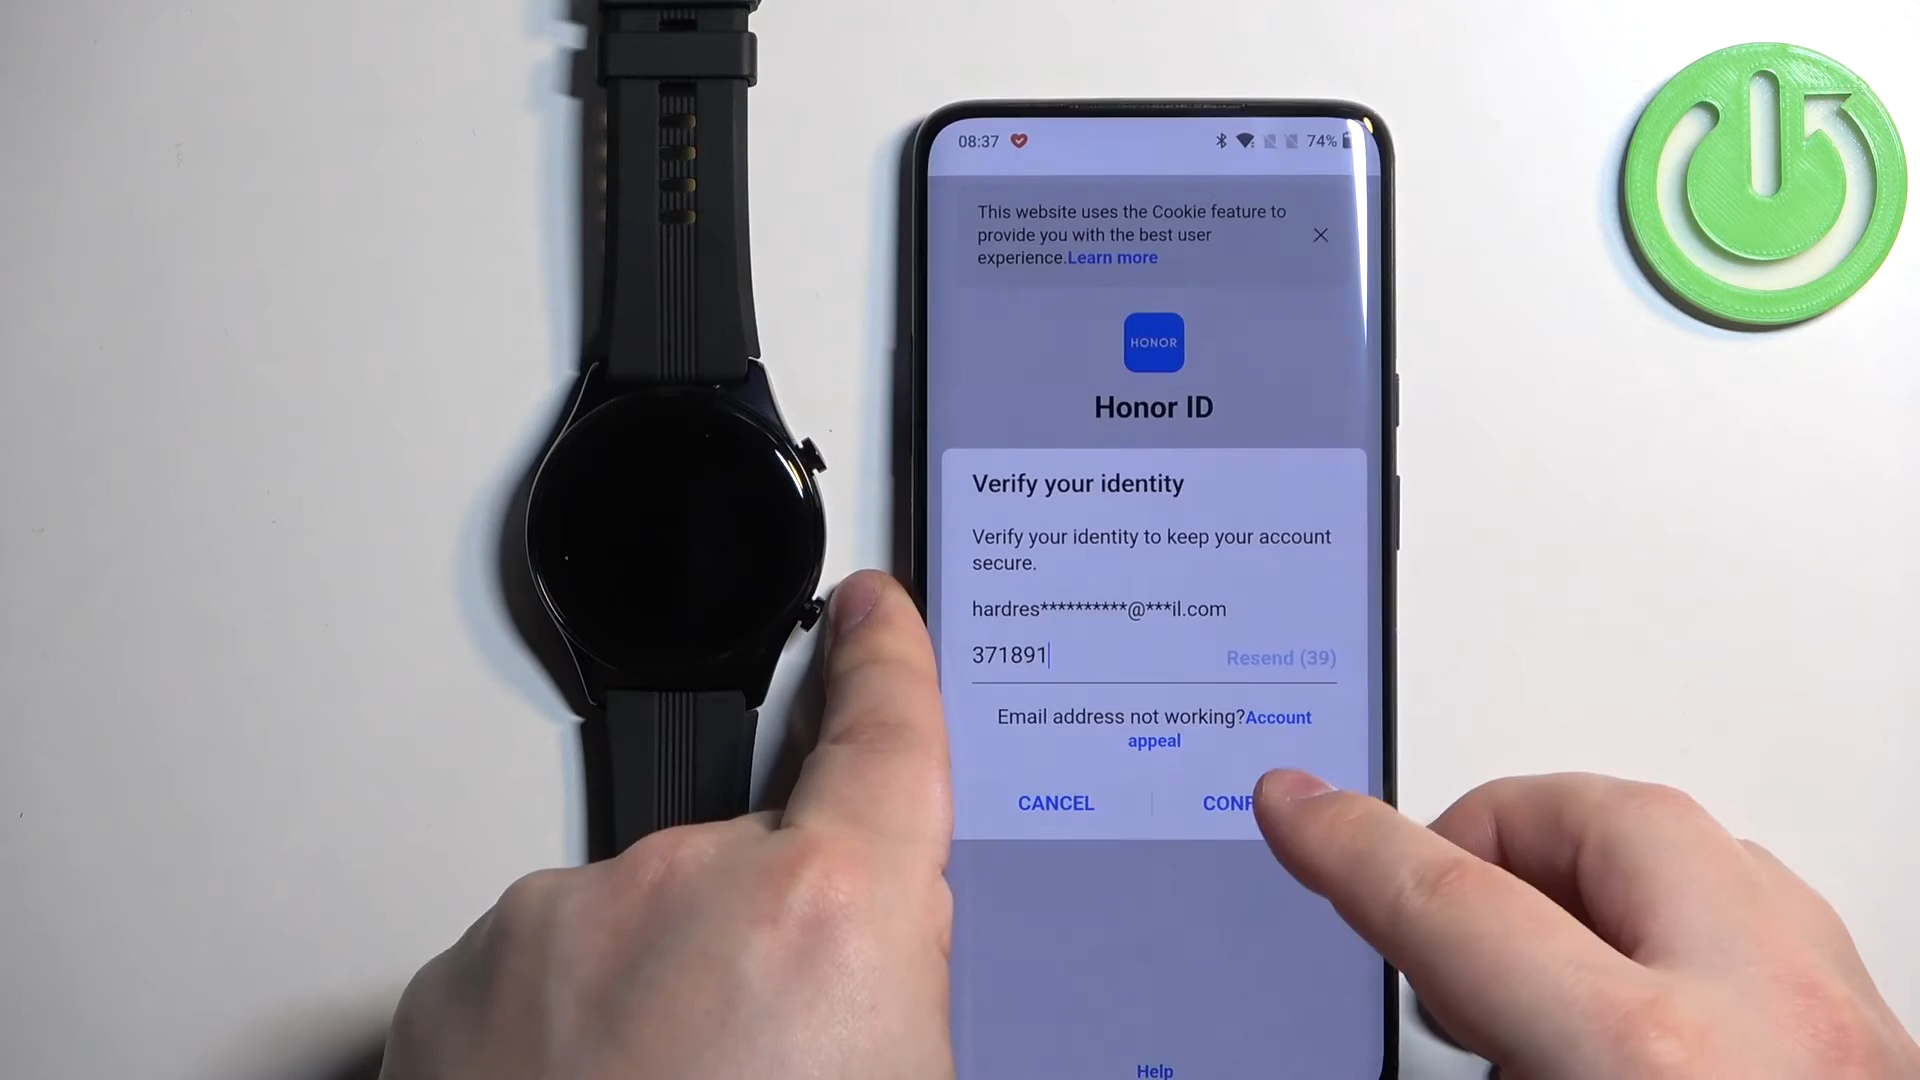 08:37
74%
This website uses the Cookie feature to
provide you with the best user
experience.Learn more
HONOR
Honor ID
Verify your identity
Verify your identity to keep your account
secure.
hardres**********@***il.com
371891
Resend (39)
Email address not working?Account
appeal
CANCEL
CONF
Help